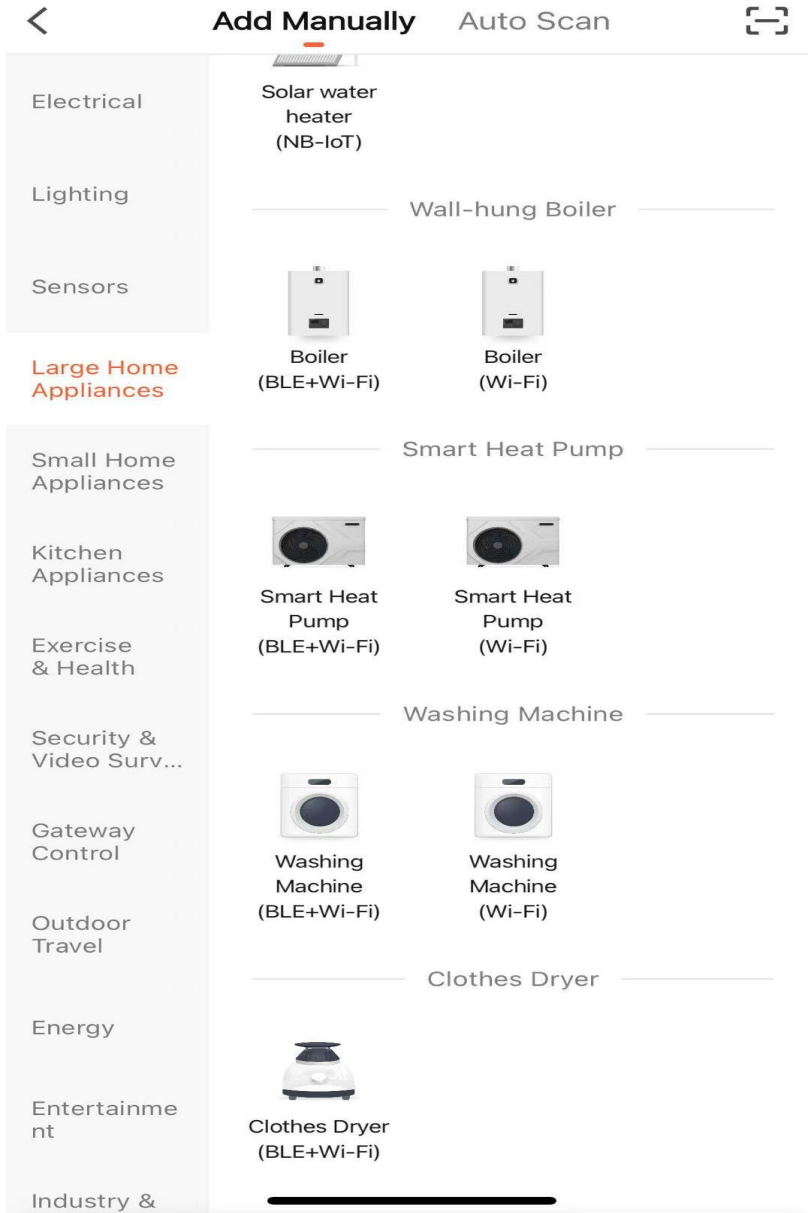 Add Manually Auto Scan
Electrical
Lighting
Sensors
Large Home
Appliances
Small Home
Appliances
Kitchen
Appliances
Exercise
& Health
Security &
Video Surv...
Gateway
Control
Outdoor
Travel
Energy
Entertainme
nt
Industry &
Solar water
heater
(NB-IoT)
Wall-hung Boiler
Boiler
(BLE+Wi-Fi)
Boiler
(Wi-Fi)
Smart Heat Pump
Smart Heat
Pump
(BLE+Wi-Fi)
Smart Heat
Pump
(Wi-Fi)
Washing Machine
Washing
Machine
(BLE+Wi-Fi)
Washing
Machine
(Wi-Fi)
Clothes Dryer
Clothes Dryer
(BLE+Wi-Fi)